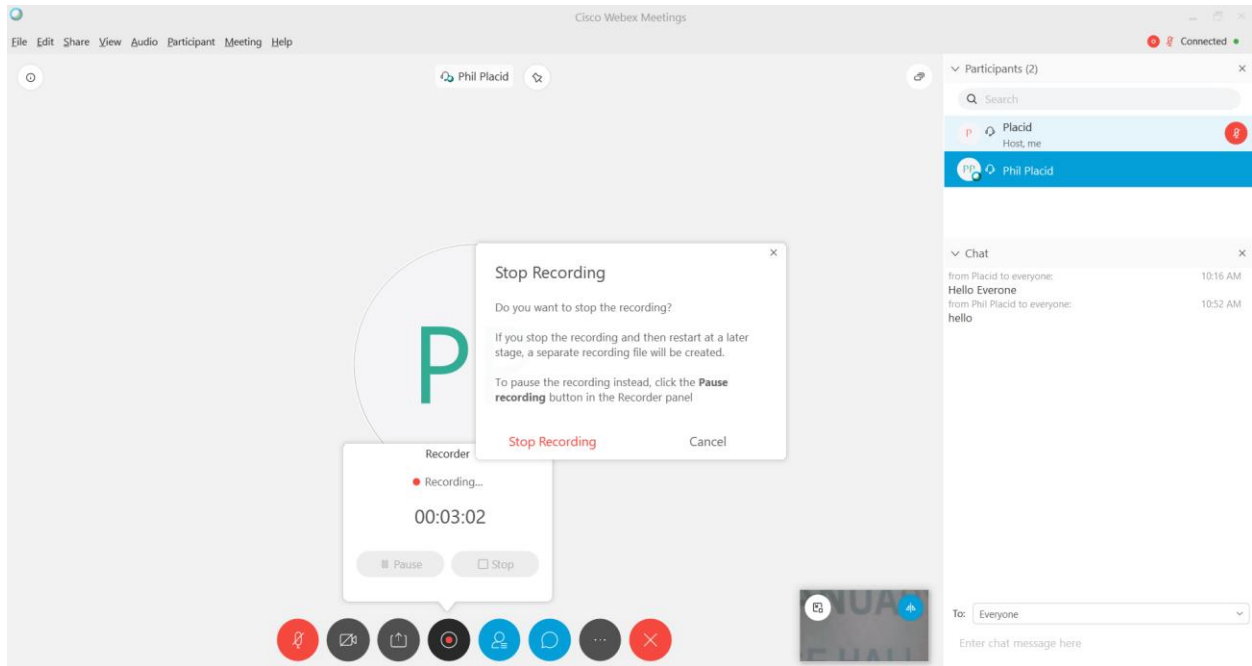 Cisco Webex Meetings
File Edit Share View Audio Participant Meeting Help
Connected
Phil Placid
Participants (2)
Search
P Placid
Host, me
PP Phil Placid
P
Stop Recording
Do you want to stop the recording?
If you stop the recording and then restart at a later
stage, a separate recording file will be created.
To pause the recording instead, click the Pause
recording button in the Recorder panel
Stop Recording Cancel
Recorder
Recording...
00:03:02
Pause Stop
Chat
from Placid to everyone: 10:16 AM
Hello Everone
from Phil Placid to everyone: 10:52 AM
hello
To: Everyone
Enter chat message here